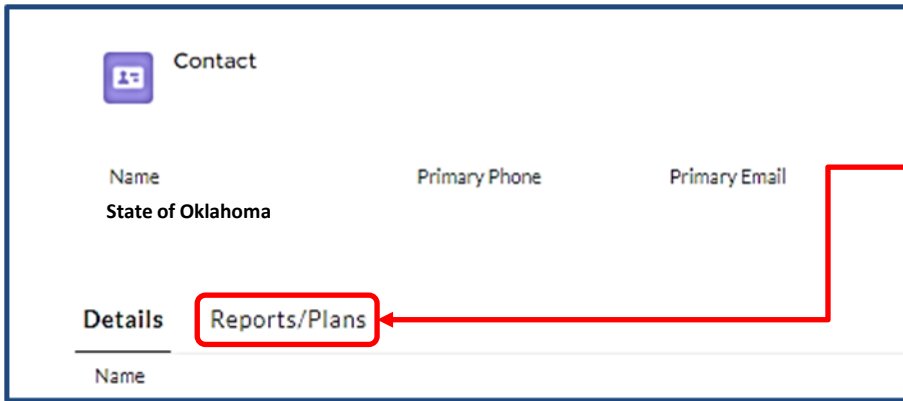 Contact
Name Primary Phone Primary Email
State of Oklahoma
Details Reports/Plans
Name